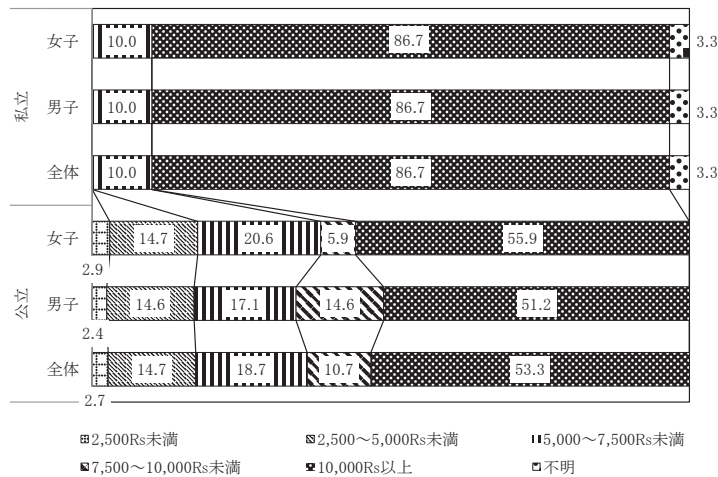 私立
女子 10.0 86.7 3.3
男子 10.0 86.7 3.3
全体 10.0 86.7 3.3
公立
女子 2.9 14.7 20.6 5.9 55.9
男子 2.4 14.6 17.1 14.6 51.2
全体 2.7 14.7 18.7 10.7 53.3
2,500Rs未満 2,500～5,000Rs未満 5,000～7,500Rs未満
7,500～10,000Rs未満 10,000Rs以上 不明